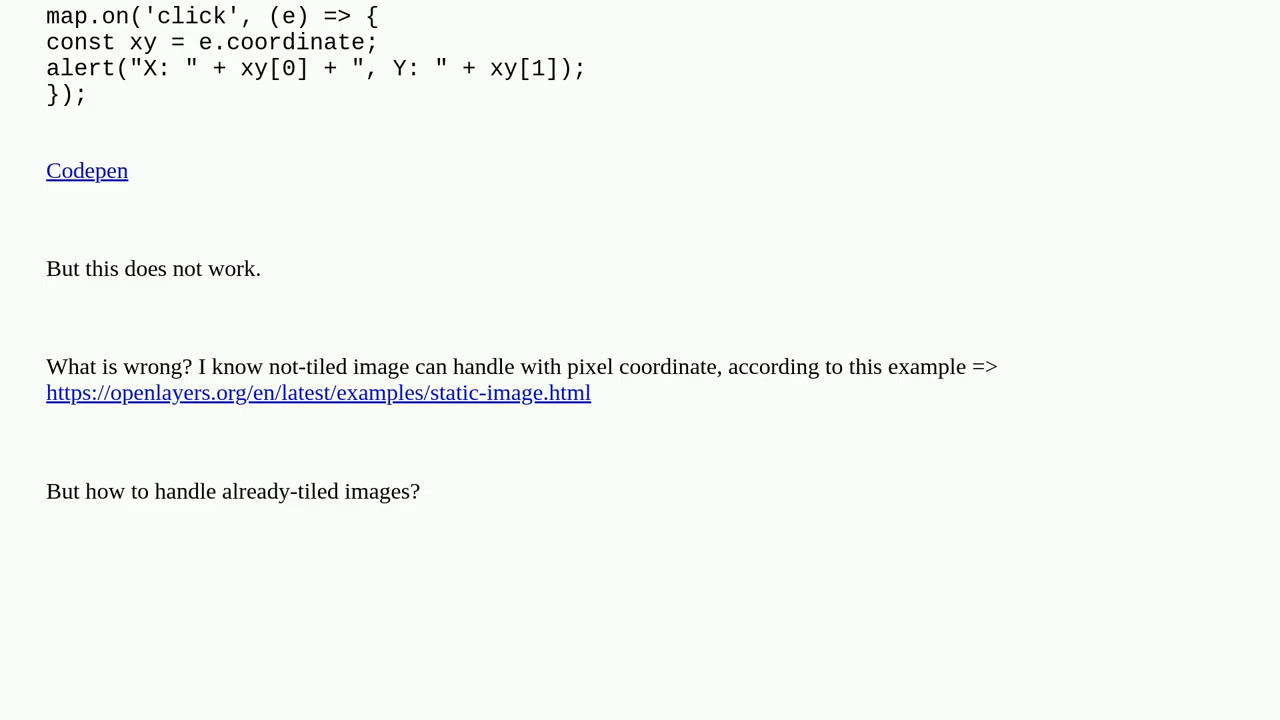 map.on('click', (e) => {
const xy = e.coordinate;
alert("X: " + xy[0] + ", Y: " + xy[1]);
});
Codepen
But this does not work.
What is wrong? I know not-tiled image can handle with pixel coordinate, according to this example =>
https://openlayers.org/en/latest/examples/static-image.html
But how to handle already-tiled images?